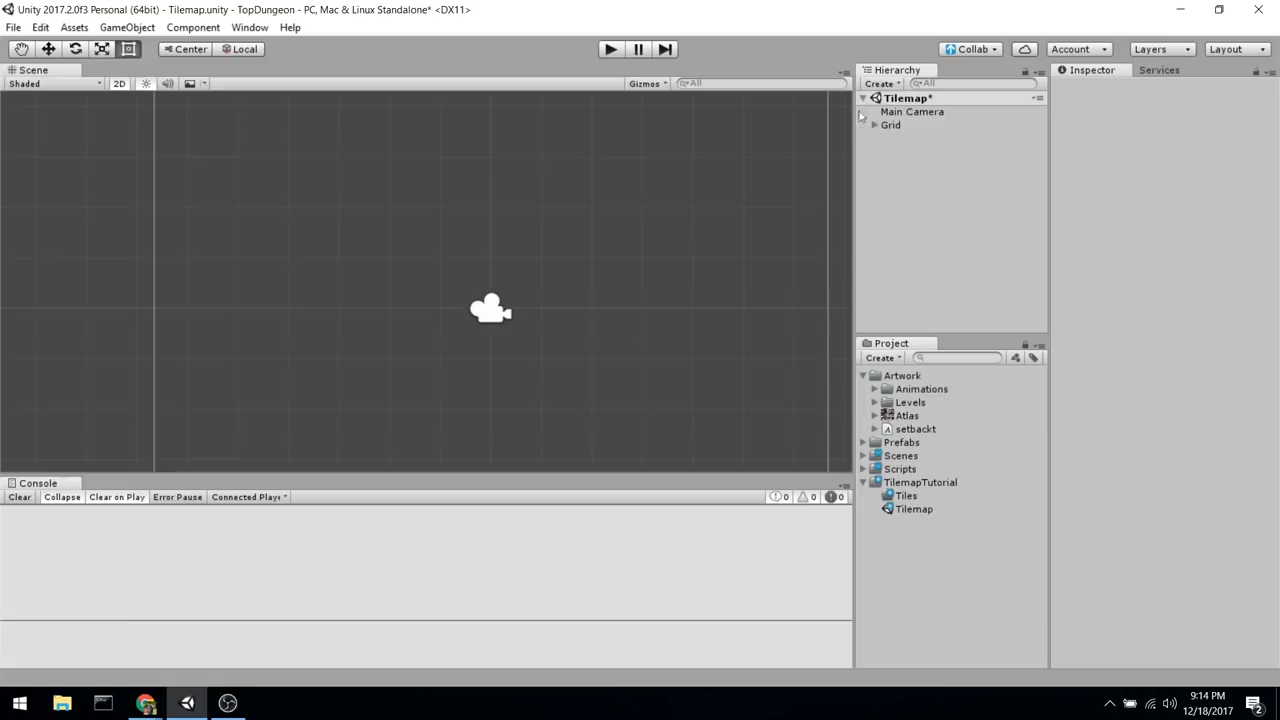 Unity 2017.2.0f3 Personal (64bit) - Tilemap.unity - TopDungeon - PC, Mac & Linux Standalone* <DX11>
File Edit Assets GameObject Component Window Help
Center Local Collab Account Layers Layout
Scene
Shaded 2D Gizmos All
Hierarchy
Create All
Tilemap*
Main Camera
Grid
Inspector Services
Project
Create
Artwork
Animations
Levels
Atlas
setbackt
Prefabs
Scenes
Scripts
TilemapTutorial
Tiles
Tilemap
Console
Clear Collapse Clear on Play Error Pause Connected Playe 0 0 0
9:14 PM
12/18/2017
2